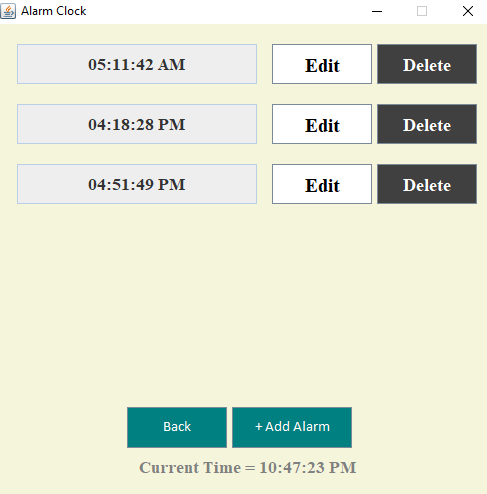 Alarm Clock
05:11:42 AM Edit Delete
04:18:28 PM Edit Delete
04:51:49 PM Edit Delete
Back + Add Alarm
Current Time = 10:47:23 PM